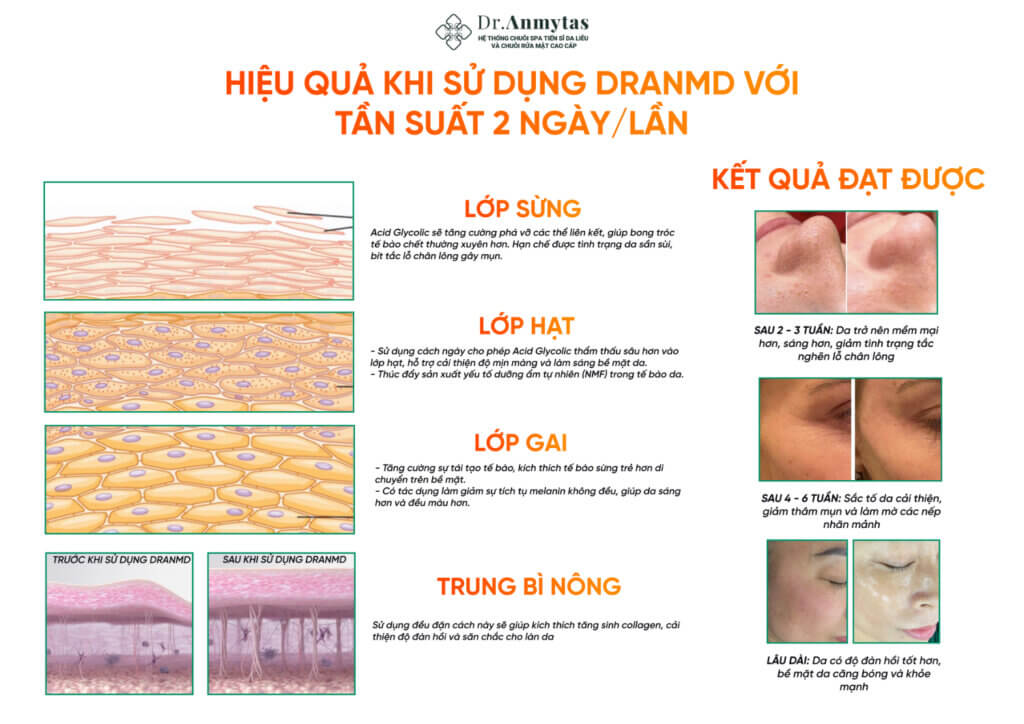 Dr.Anmytas
HỆ THỐNG CHUỖI SPA TIẾN SĨ DA LIỄU
VÀ CHUỖI RỬA MẶT CAO CẤP
HIỆU QUẢ KHI SỬ DỤNG DRANMD VỚI
TẦN SUẤT 2 NGÀY/LẦN
LỚP SỪNG
Acid Glycolic sẽ tăng cường phá vỡ các thể liên kết, giúp bong tróc
tế bào chết thường xuyên hơn. Hạn chế được tình trạng da sần sùi,
bít tắc lỗ chân lông gây mụn.
LỚP HẠT
- Sử dụng cách ngày cho phép Acid Glycolic thẩm thấu sâu hơn vào
lớp hạt, hỗ trợ cải thiện độ mịn màng và làm sáng bề mặt da.
- Thúc đẩy sản xuất yếu tố dưỡng ẩm tự nhiên (NMF) trong tế bào da.
LỚP GAI
- Tăng cường sự tái tạo tế bào, kích thích tế bào sừng trẻ hơn di
chuyển trên bề mặt.
- Có tác dụng làm giảm sự tích tụ melanin không đều, giúp da sáng
hơn và đều màu hơn.
TRƯỚC KHI SỬ DỤNG DRANMD
SAU KHI SỬ DỤNG DRANMD
TRUNG BÌ NÔNG
Sử dụng đều đặn cách này sẽ giúp kích thích tăng sinh collagen, cải
thiện độ đàn hồi và săn chắc cho làn da
KẾT QUẢ ĐẠT ĐƯỢC
SAU 2 - 3 TUẦN: Da trở nên mềm mại
hơn, sáng hơn, giảm tình trạng tắc
nghẽn lỗ chân lông
SAU 4 - 6 TUẦN: Sắc tố da cải thiện,
giảm thâm mụn và làm mờ các nếp
nhăn mảnh
LÂU DÀI: Da có độ đàn hồi tốt hơn,
bề mặt da căng bóng và khỏe
mạnh